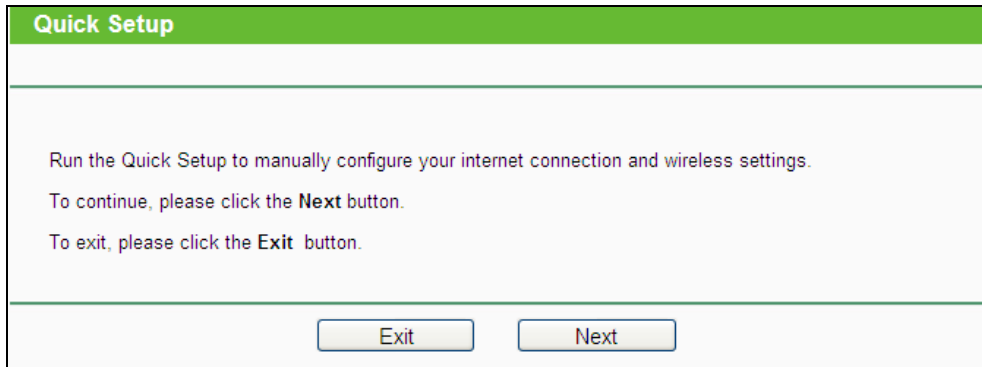 Quick Setup
Run the Quick Setup to manually configure your internet connection and wireless settings.
To continue, please click the Next button.
To exit, please click the Exit button.
Exit Next